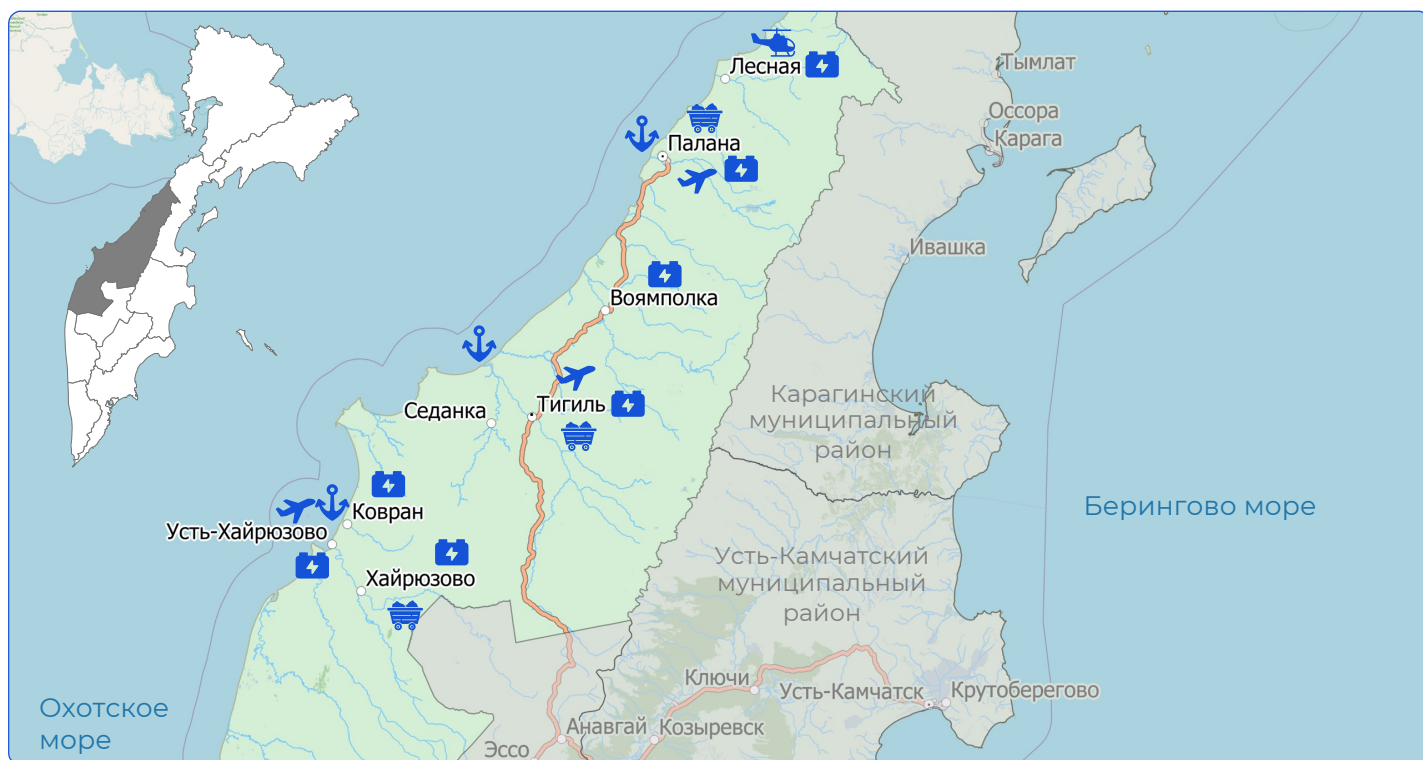 Лесная
Тымлат
Оссора
Карага
Палана
Ивашка
Воямполка
Карагинский
муниципальный
район
Седанка
Тигиль
Берингово море
Ковран
Усть-Хайрюзово
Хайрюзово
Усть-Камчатский
муниципальный
район
Ключи
Усть-Камчатск
Крутоберегово
Охотское
море
Анавгай
Козыревск
Эссо